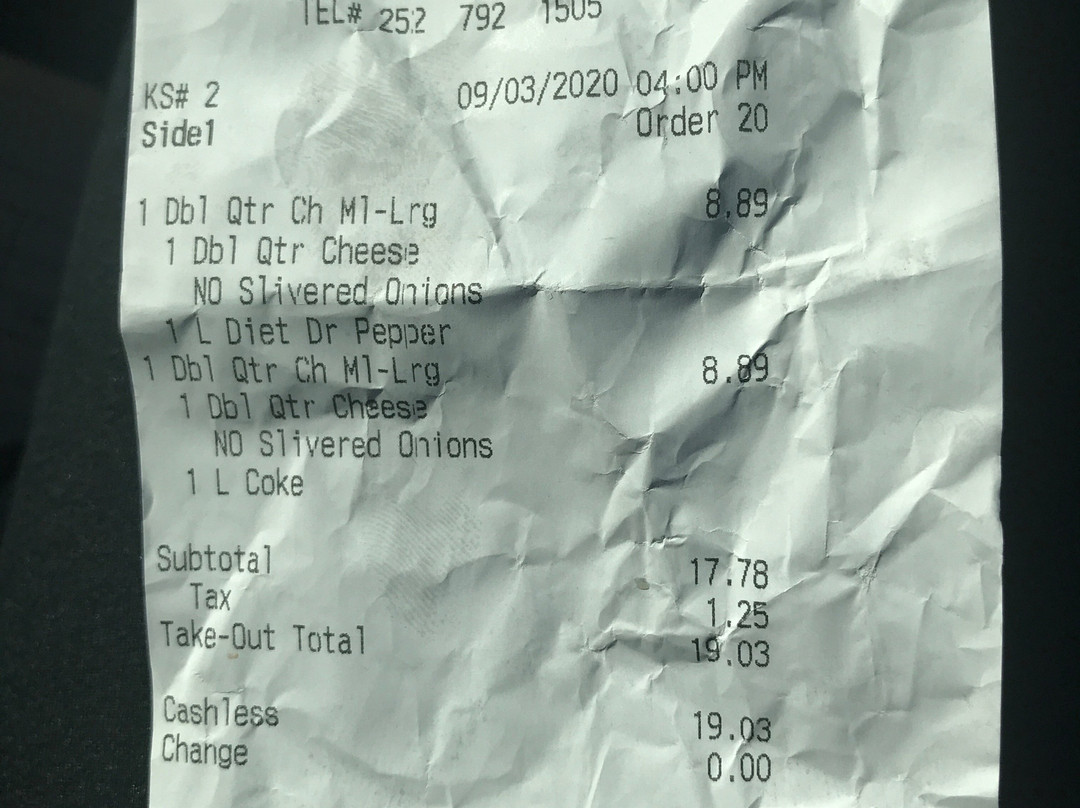 TEL# 252 792 1505
KS# 2 09/03/2020 04:00 PM
Side1 Order 20
1 Dbl Qtr Ch Ml-Lrg 8.89
1 Dbl Qtr Cheese
NO Slivered Onions
1 L Diet Dr Pepper
1 Dbl Qtr Ch Ml-Lrg 8.89
1 Dbl Qtr Cheese
NO Slivered Onions
1 L Coke
Subtotal 17.78
Tax 1.25
Take-Out Total 19.03
Cashless 19.03
Change 0.00